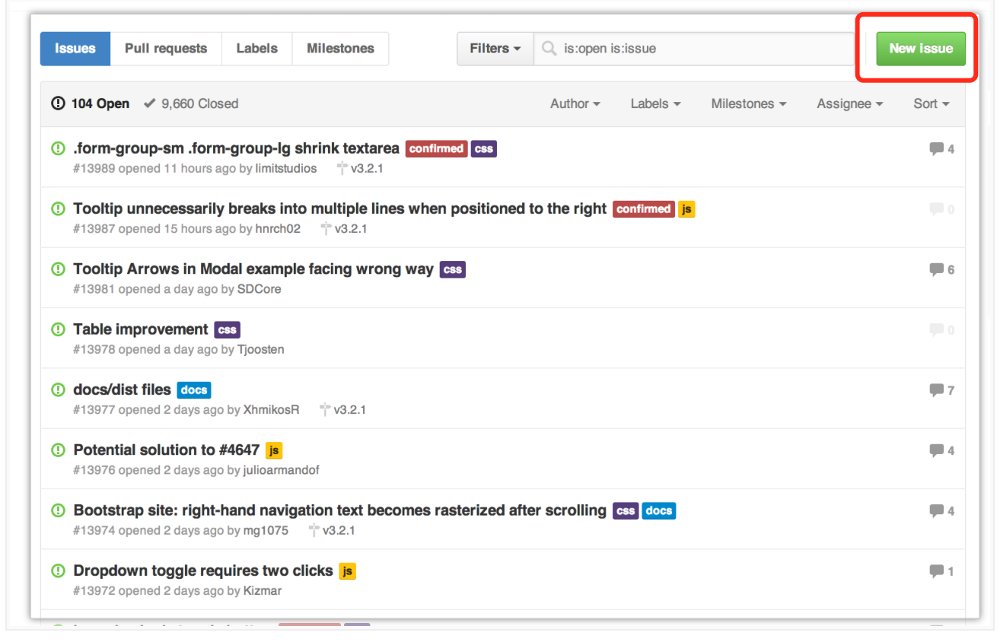 Issues Pull requests Labels Milestones Filters is:open is:issue New issue
104 Open 9,660 Closed Author Labels Milestones Assignee Sort
.form-group-sm .form-group-lg shrink textarea confirmed css 4
#13989 opened 11 hours ago by limitstudios v3.2.1
Tooltip unnecessarily breaks into multiple lines when positioned to the right confirmed js 0
#13987 opened 15 hours ago by hnrch02 v3.2.1
Tooltip Arrows in Modal example facing wrong way css 6
#13981 opened a day ago by SDCore
Table improvement css 0
#13978 opened a day ago by Tjoosten
docs/dist files docs 7
#13977 opened 2 days ago by XhmikosR v3.2.1
Potential solution to #4647 js 4
#13976 opened 2 days ago by julioarmandof
Bootstrap site: right-hand navigation text becomes rasterized after scrolling css docs 4
#13974 opened 2 days ago by mg1075 v3.2.1
Dropdown toggle requires two clicks js 1
#13972 opened 2 days ago by Kizmar